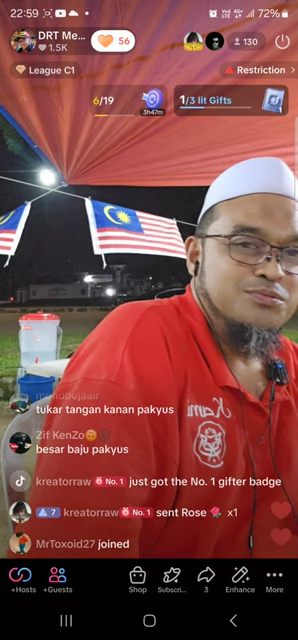 22:59
72%
DRT Me...
1.5K
56
130
League C1
Restriction >
6/19
3h47m
1/3 lit Gifts
tukar tangan kanan pakyus
Zif KenZo
besar baju pakyus
kreatorraw No. 1 just got the No. 1 gifter badge
7 kreatorraw No. 1 sent Rose x1
MrToxoid27 joined
+Hosts
+Guests
Shop
Subscri...
3
Enhance
More